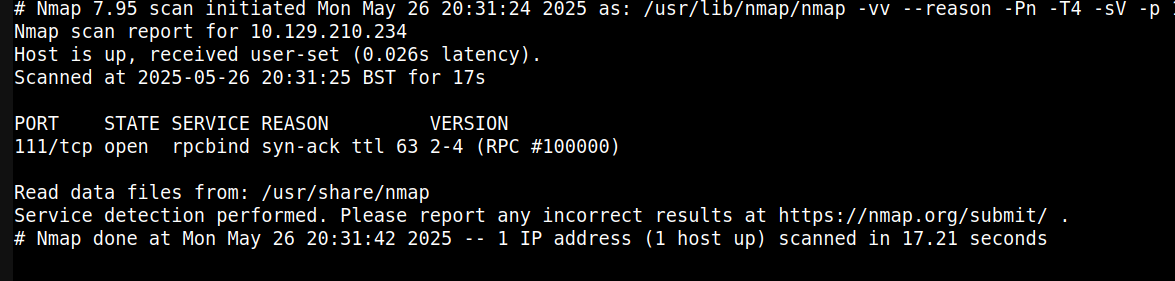 # Nmap 7.95 scan initiated Mon May 26 20:31:24 2025 as: /usr/lib/nmap/nmap -vv --reason -Pn -T4 -sV -p
Nmap scan report for 10.129.210.234
Host is up, received user-set (0.026s latency).
Scanned at 2025-05-26 20:31:25 BST for 17s
PORT    STATE SERVICE REASON         VERSION
111/tcp open  rpcbind syn-ack ttl 63 2-4 (RPC #100000)
Read data files from: /usr/share/nmap
Service detection performed. Please report any incorrect results at https://nmap.org/submit/ .
# Nmap done at Mon May 26 20:31:42 2025 -- 1 IP address (1 host up) scanned in 17.21 seconds